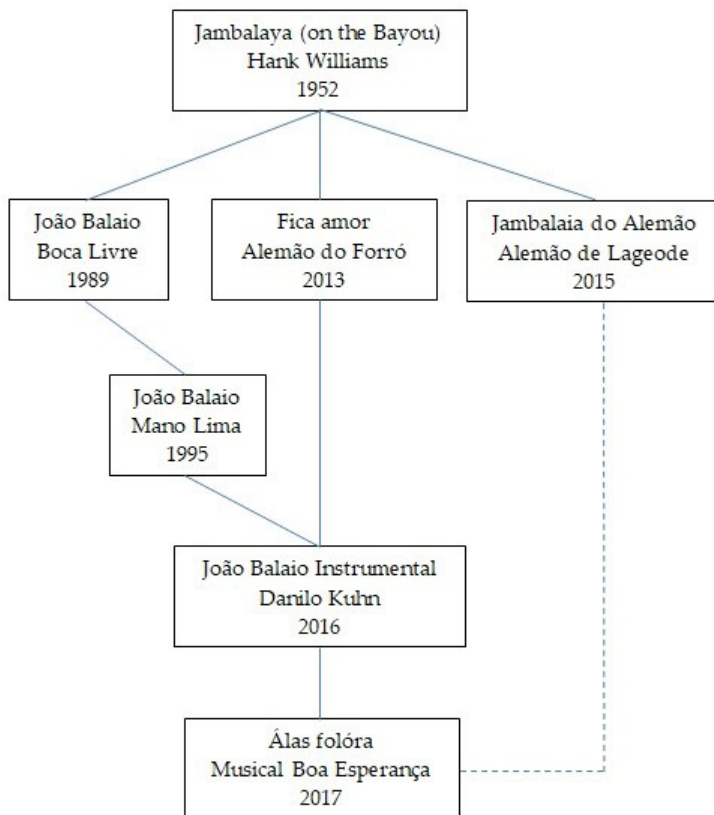 Jambalaya (on the Bayou)
Hank Williams
1952
João Balaio
Boca Livre
1989
Fica amor
Alemão do Forró
2013
Jambalaia do Alemão
Alemão de Lageode
2015
João Balaio
Mano Lima
1995
João Balaio Instrumental
Danilo Kuhn
2016
Álas folóra
Musical Boa Esperança
2017